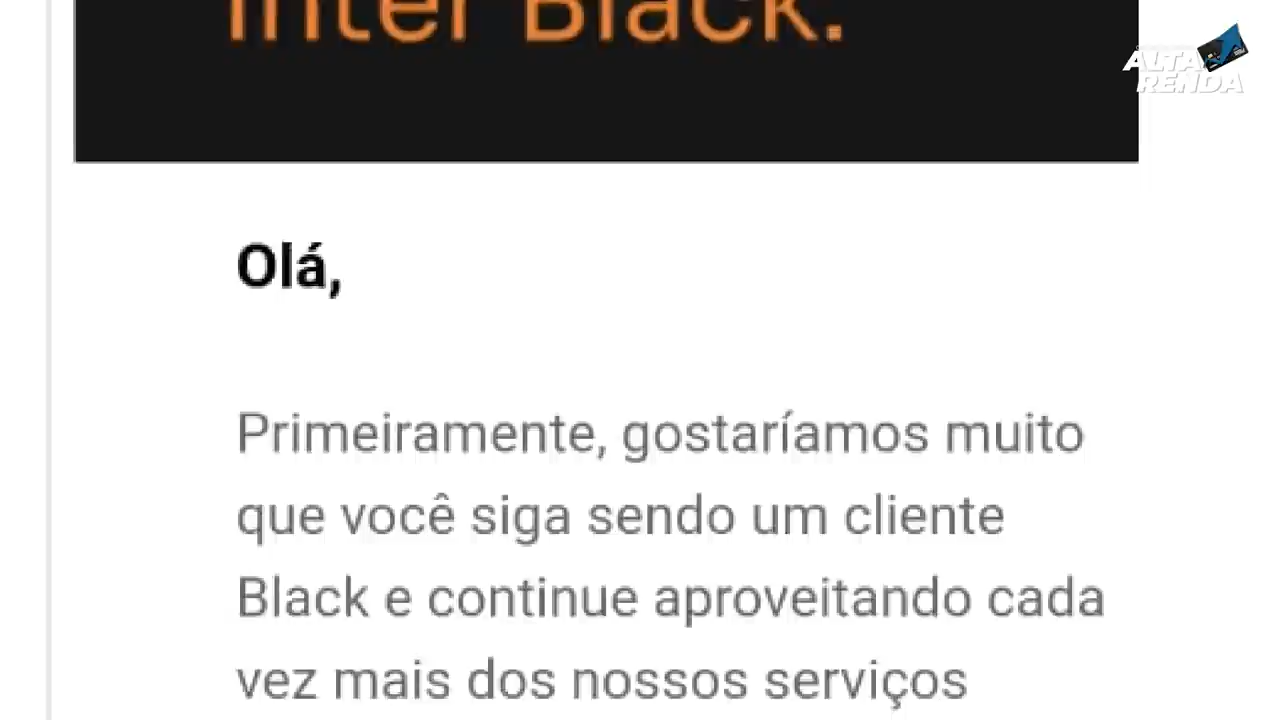 Inter Black.
ALTA
RENDA
Olá,
Primeiramente, gostaríamos muito
que você siga sendo um cliente
Black e continue aproveitando cada
vez mais dos nossos serviços